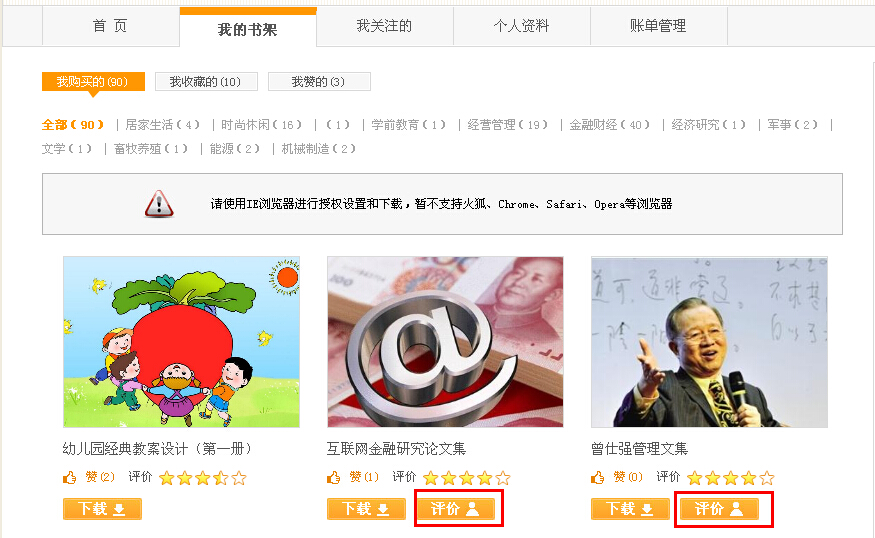 首 页 我的书架 我关注的 个人资料 账单管理
我购买的(90) 我收藏的(10) 我赞的(3)
全部(90) | 居家生活(4) | 时尚休闲(16) | (1) | 学前教育(1) | 经营管理(19) | 金融财经(40) | 经济研究(1) | 军事(2) |
文学(1) | 畜牧养殖(1) | 能源(2) | 机械制造(2)
请使用IE浏览器进行授权设置和下载，暂不支持火狐、Chrome、Safari、Opera等浏览器
幼儿园经典教案设计（第一册） 互联网金融研究论文集 曾仕强管理文集
赞(2) 评价 赞(1) 评价 赞(0) 评价
下载 下载 评价 下载 评价